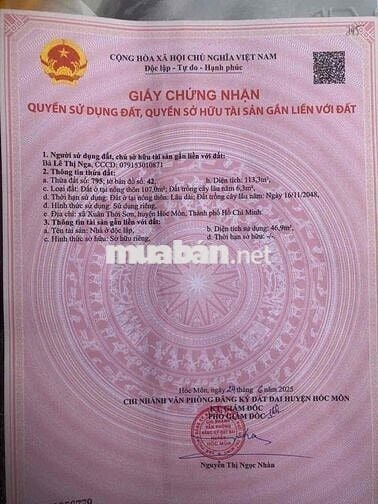 145
CỘNG HÒA XÃ HỘI CHỦ NGHĨA VIỆT NAM
Độc lập - Tự do - Hạnh phúc
GIẤY CHỨNG NHẬN
QUYỀN SỬ DỤNG ĐẤT, QUYỀN SỞ HỮU TÀI SẢN GẮN LIỀN VỚI ĐẤT
1. Người sử dụng đất, chủ sở hữu tài sản gắn liền với đất:
Bà Lê Thị Nga, CCCD: 079153010871
2. Thông tin thửa đất:
a. Thửa đất số: 795; tờ bản đồ số: 42, b. Diện tích: 113,3m².
c. Loại đất: Đất ở tại nông thôn 107,0m²; Đất trồng cây lâu năm 6,3m².
d. Thời hạn sử dụng: Đất ở tại nông thôn: Lâu dài; Đất trồng cây lâu năm: Ngày 16/11/2048.
đ. Hình thức sử dụng: Sử dụng riêng.
e. Địa chỉ: xã Xuân Thới Sơn, huyện Hóc Môn, Thành phố Hồ Chí Minh.
3. Thông tin tài sản gắn liền với đất:
a. Tên tài sản: Nhà ở độc lập, b. Diện tích sử dụng: 46,9m².
c. Hình thức sở hữu: Sở hữu riêng, d. Thời hạn sở hữu: -/-.
muaban.net
Hóc Môn, ngày 24 tháng 6 năm 2025
CHI NHÁNH VĂN PHÒNG ĐĂNG KÝ ĐẤT ĐAI HUYỆN HÓC MÔN
KT. GIÁM ĐỐC
PHÓ GIÁM ĐỐC
Nguyễn Thị Ngọc Nhàn